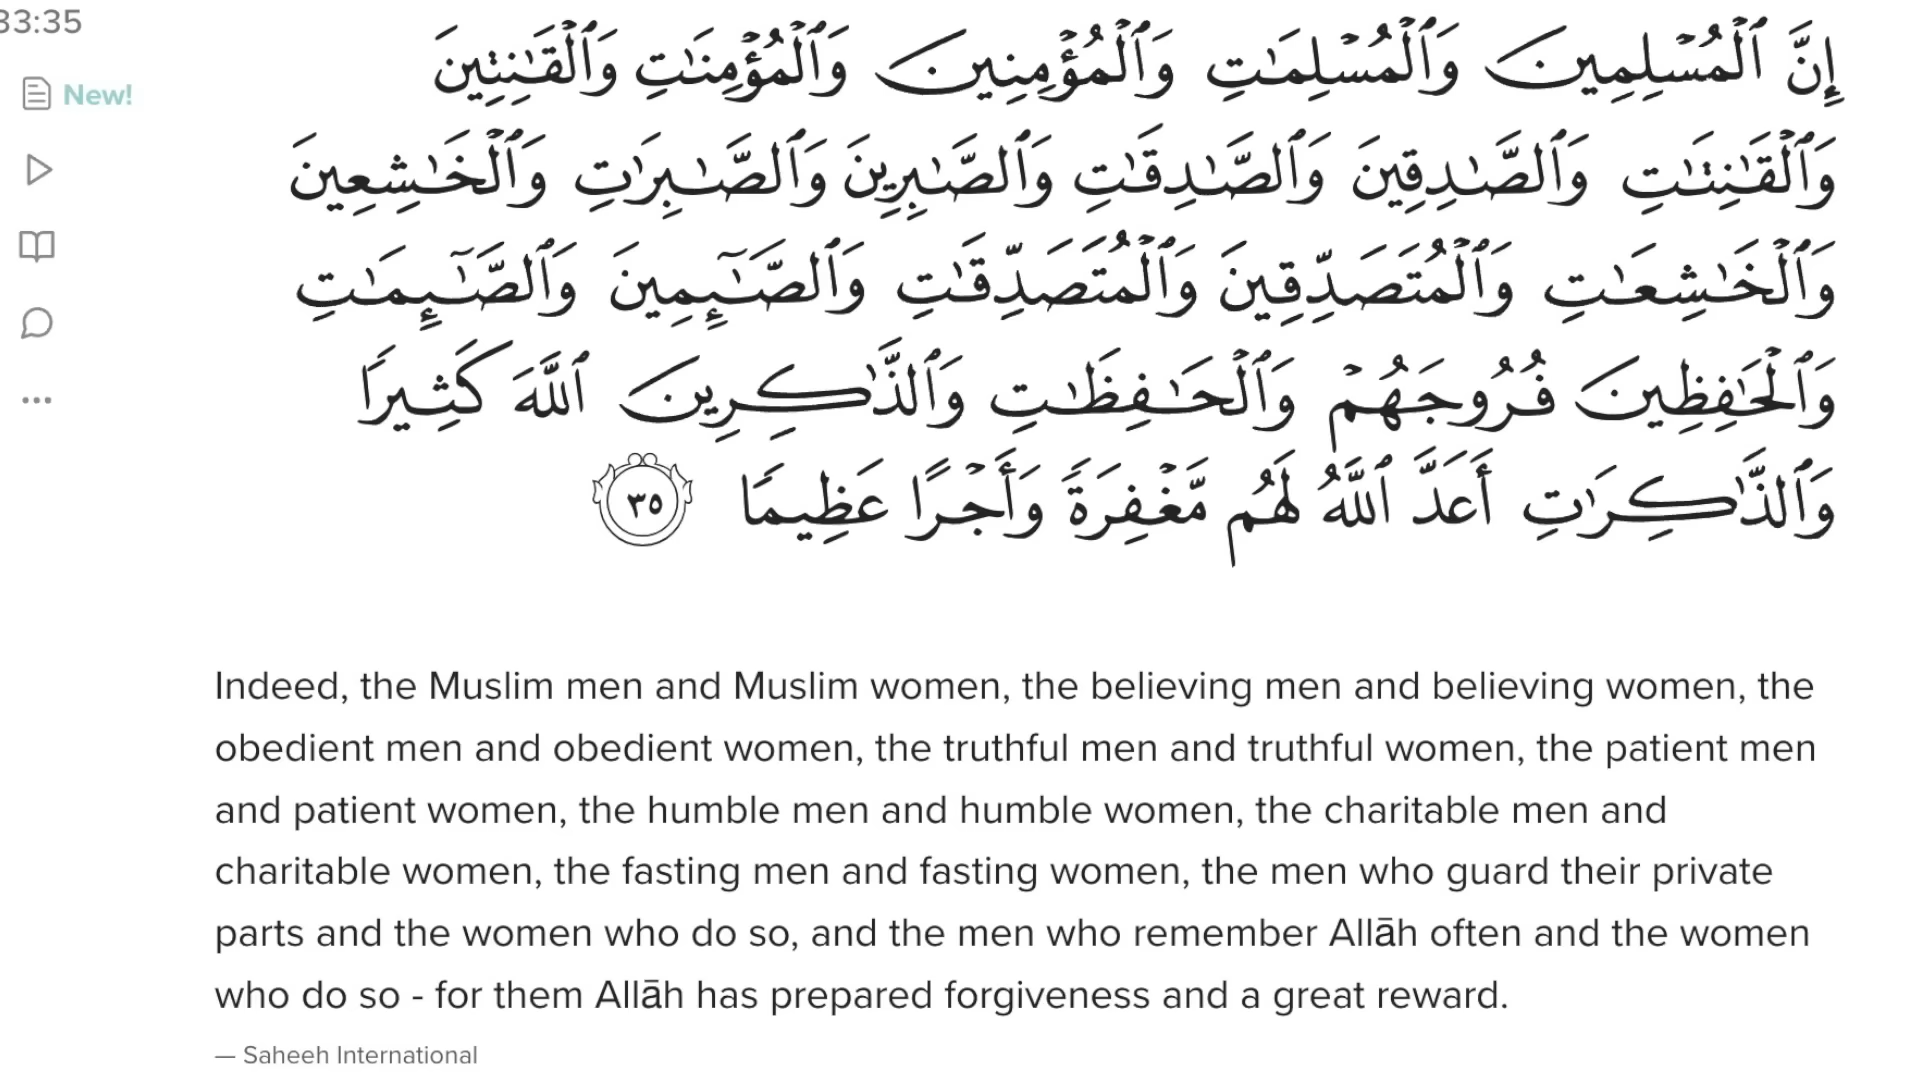 33:35
New!
إِنَّ ٱلْمُسْلِمِينَ وَٱلْمُسْلِمَـٰتِ وَٱلْمُؤْمِنِينَ وَٱلْمُؤْمِنَـٰتِ وَٱلْقَـٰنِتِينَ
وَٱلْقَـٰنِتَـٰتِ وَٱلصَّـٰدِقِينَ وَٱلصَّـٰدِقَـٰتِ وَٱلصَّـٰبِرِينَ وَٱلصَّـٰبِرَٰتِ وَٱلْخَـٰشِعِينَ
وَٱلْخَـٰشِعَـٰتِ وَٱلْمُتَصَدِّقِينَ وَٱلْمُتَصَدِّقَـٰتِ وَٱلصَّـٰٓئِمِينَ وَٱلصَّـٰٓئِمَـٰتِ
وَٱلْحَـٰفِظِينَ فُرُوجَهُمْ وَٱلْحَـٰفِظَـٰتِ وَٱلذَّٰكِرِينَ ٱللَّهَ كَثِيرًا
وَٱلذَّٰكِرَٰتِ أَعَدَّ ٱللَّهُ لَهُم مَّغْفِرَةً وَأَجْرًا عَظِيمًا ٣٥
Indeed, the Muslim men and Muslim women, the believing men and believing women, the
obedient men and obedient women, the truthful men and truthful women, the patient men
and patient women, the humble men and humble women, the charitable men and
charitable women, the fasting men and fasting women, the men who guard their private
parts and the women who do so, and the men who remember Allāh often and the women
who do so - for them Allāh has prepared forgiveness and a great reward.
— Saheeh International